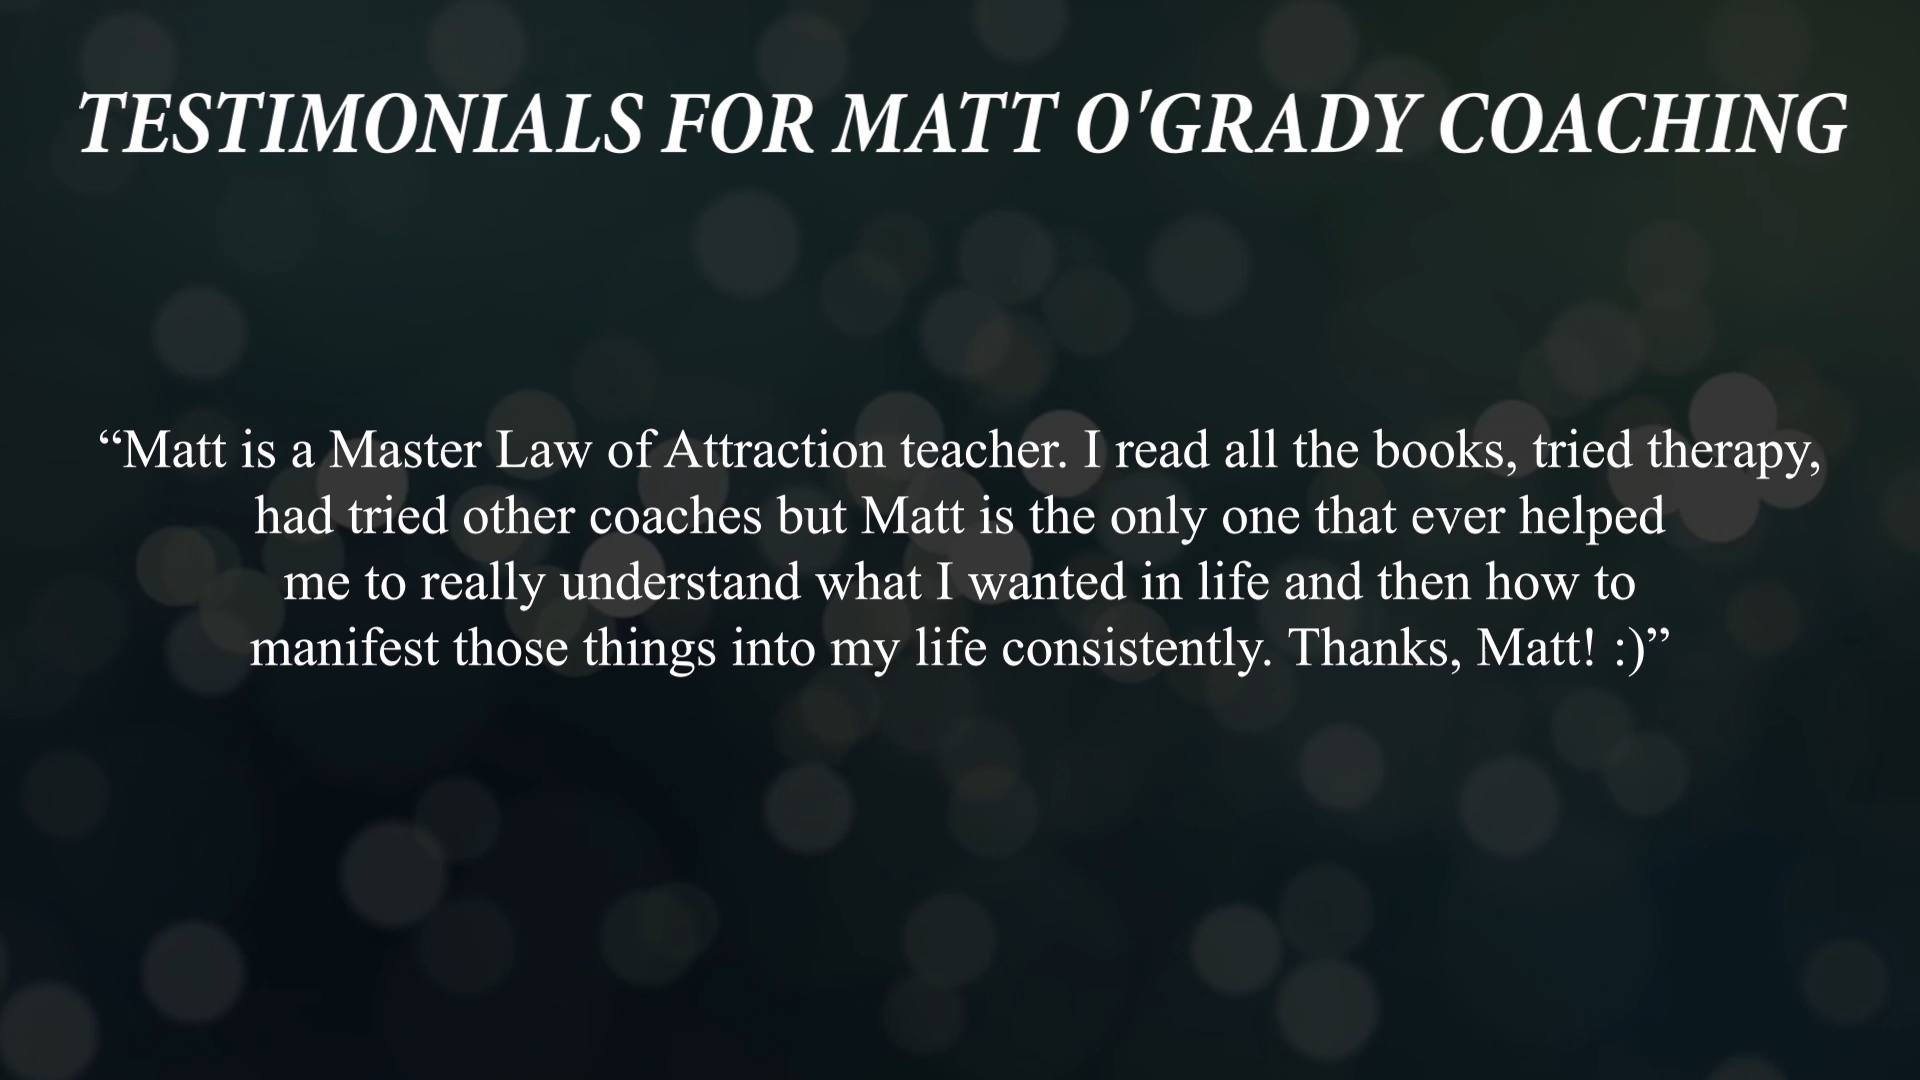 TESTIMONIALS FOR MATT O'GRADY COACHING
“Matt is a Master Law of Attraction teacher. I read all the books, tried therapy,
had tried other coaches but Matt is the only one that ever helped
me to really understand what I wanted in life and then how to
manifest those things into my life consistently. Thanks, Matt! :)”